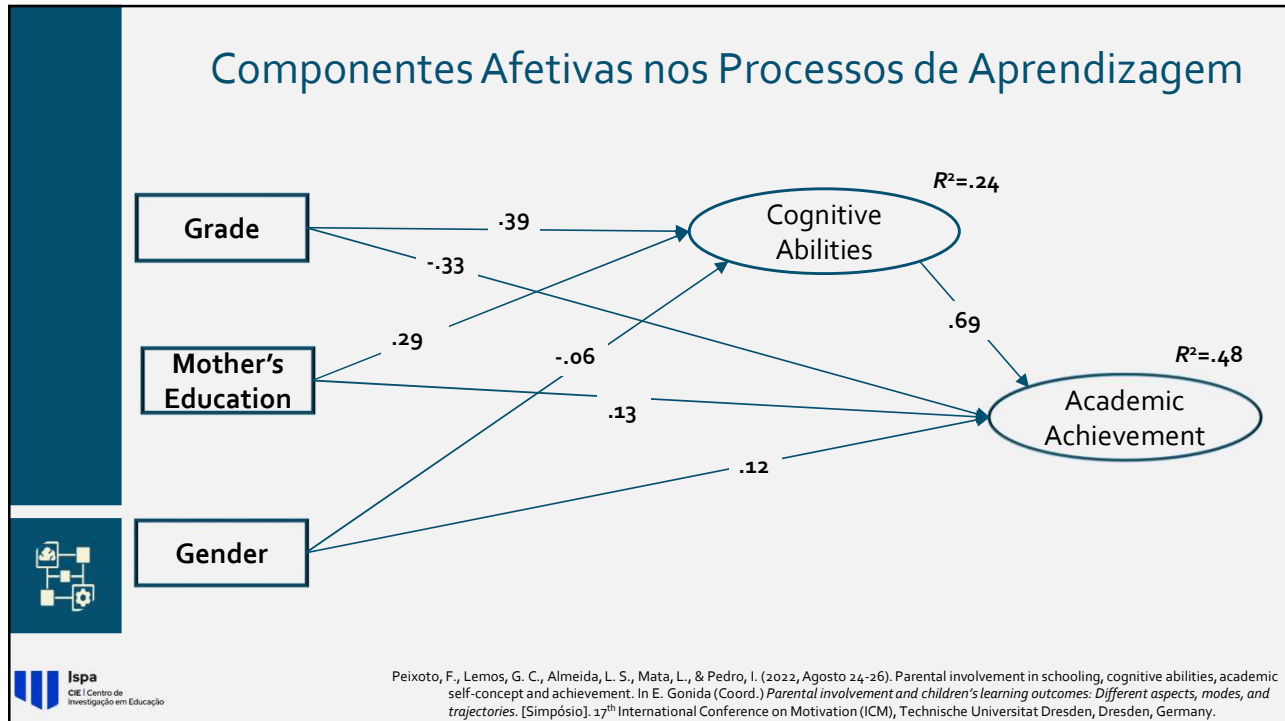 Componentes Afetivas nos Processos de Aprendizagem
R²=.24
Grade
.39
Cognitive
Abilities
-.33
.69
.29
-.06
R²=.48
Mother's
Education
.13
Academic
Achievement
.12
Gender
Ispa
CIE | Centro de
Investigação em Educação
Peixoto, F., Lemos, G. C., Almeida, L. S., Mata, L., & Pedro, I. (2022, Agosto 24-26). Parental involvement in schooling, cognitive abilities, academic
self-concept and achievement. In E. Gonida (Coord.) Parental involvement and children's learning outcomes: Different aspects, modes, and
trajectories. [Simpósio]. 17th International Conference on Motivation (ICM), Technische Universitat Dresden, Dresden, Germany.